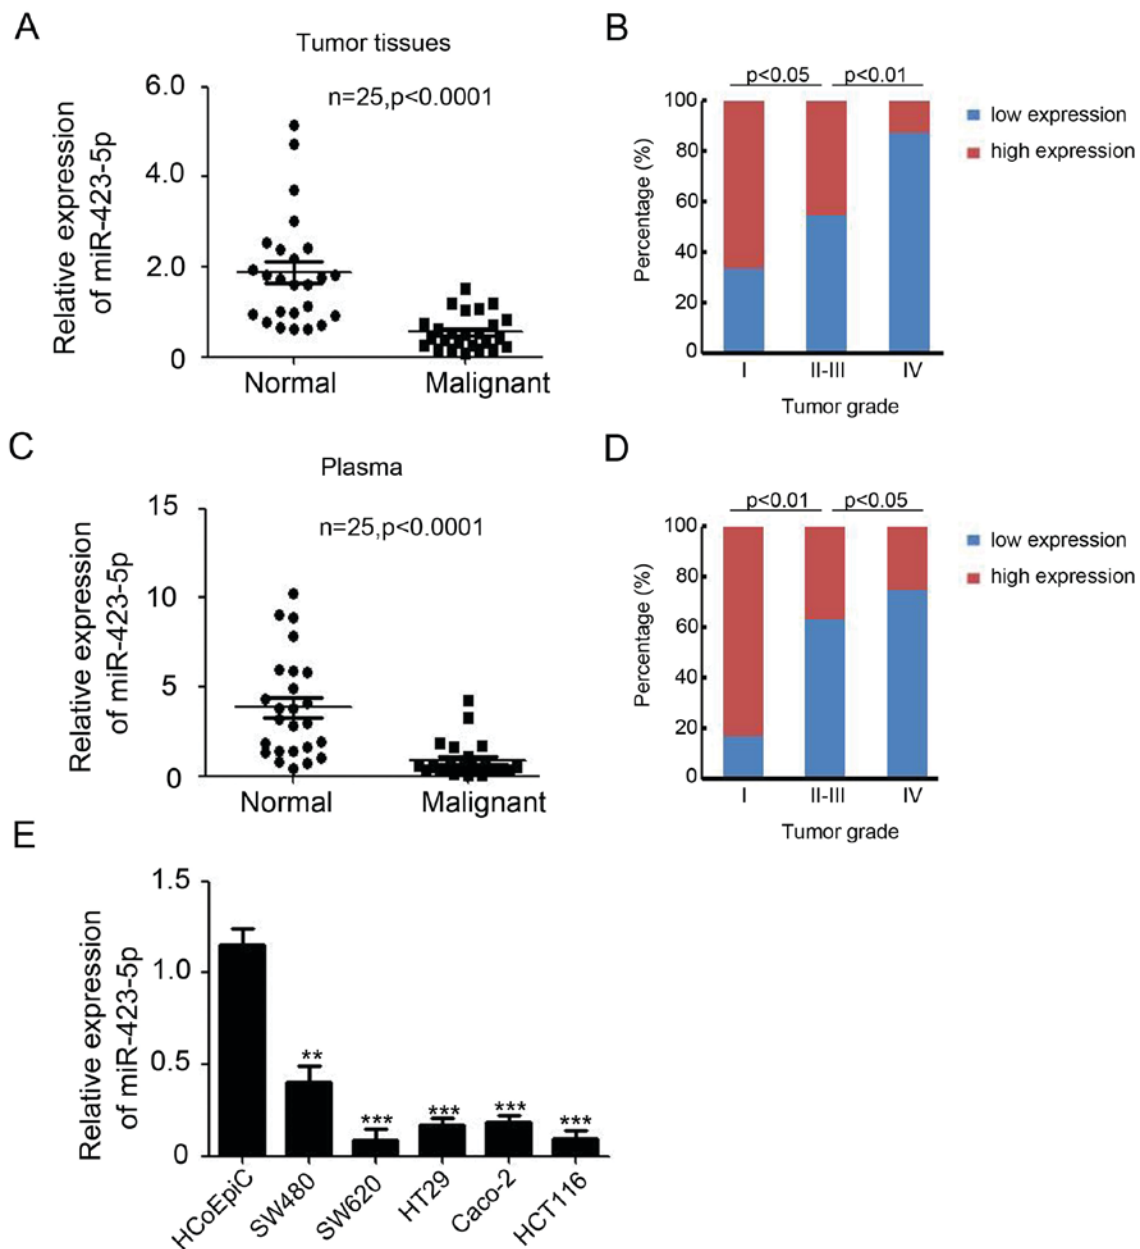 A
Tumor tissues
n=25,p<0.0001
Relative expression
of miR-423-5p
6.0
4.0
2.0
0
Normal
Malignant
B
p<0.05
p<0.01
Percentage (%)
100
80
60
40
20
0
I
II-III
IV
Tumor grade
low expression
high expression
C
Plasma
n=25,p<0.0001
Relative expression
of miR-423-5p
15
10
5
0
Normal
Malignant
D
p<0.01
p<0.05
Percentage (%)
100
80
60
40
20
0
I
II-III
IV
Tumor grade
low expression
high expression
E
Relative expression
of miR-423-5p
1.5
1.0
0.5
0
**
***
***
***
***
HCoEpiC
SW480
SW620
HT29
Caco-2
HCT116